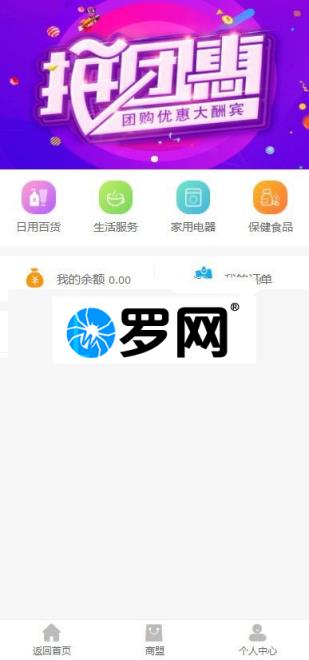 拼团惠
团购优惠大酬宾
日用百货 生活服务 家用电器 保健食品
我的余额 0.00
罗网®
返回首页 商盟 个人中心